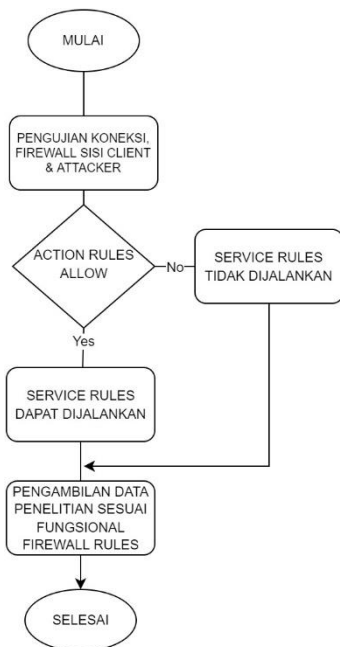 MULAI
PENGUJIAN KONEKSI,
FIREWALL SISI CLIENT
& ATTACKER
ACTION RULES
ALLOW
No
SERVICE RULES
TIDAK DIJALANKAN
Yes
SERVICE RULES
DAPAT DIJALANKAN
PENGAMBILAN DATA
PENELITIAN SESUAI
FUNGSIONAL
FIREWALL RULES
SELESAI